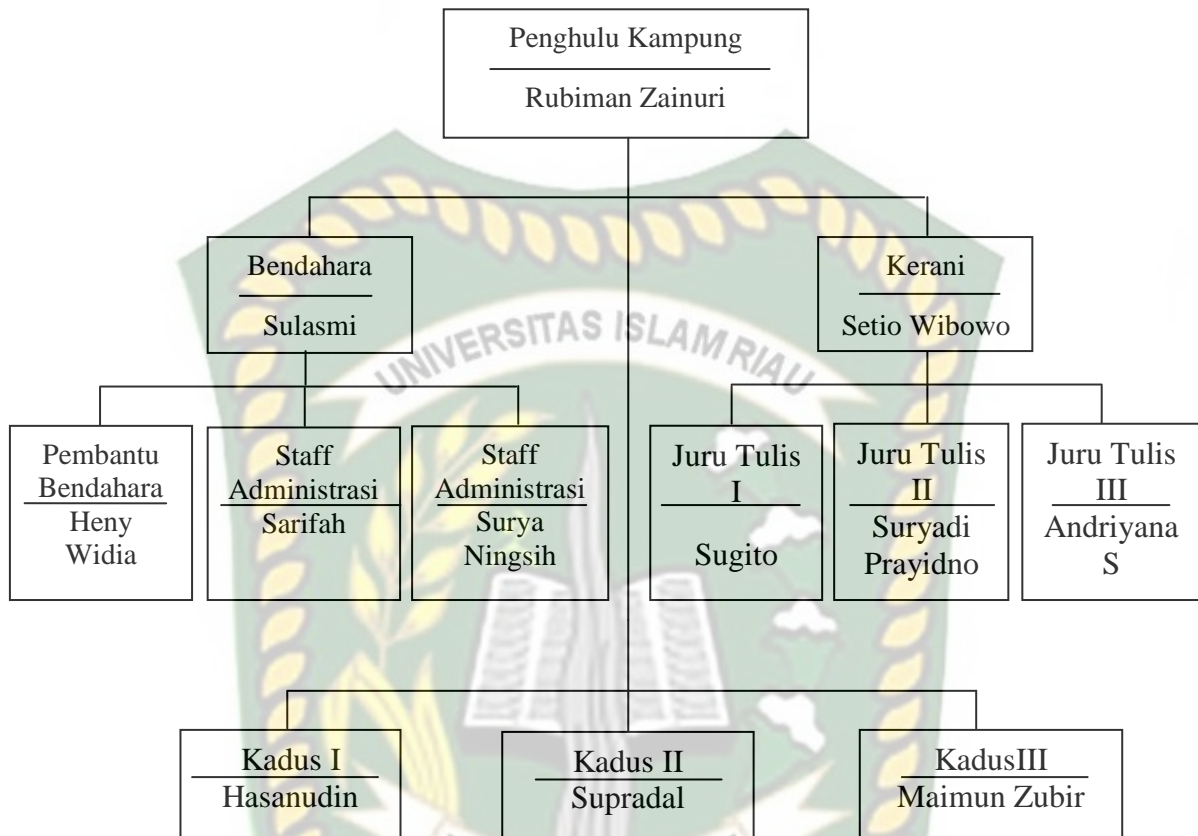 Penghulu Kampung
Rubiman Zainuri
Bendahara
Sulasmi
Kerani
Setio Wibowo
UNIVERSITAS ISLAM RIAU
Pembantu
Bendahara
Heny
Widia
Staff
Administrasi
Sarifah
Staff
Administrasi
Surya
Ningsih
Juru Tulis
I
Sugito
Juru Tulis
II
Suryadi
Prayidno
Juru Tulis
III
Andriyana
S
Kadus I
Hasanudin
Kadus II
Supradal
KadusIII
Maimun Zubir